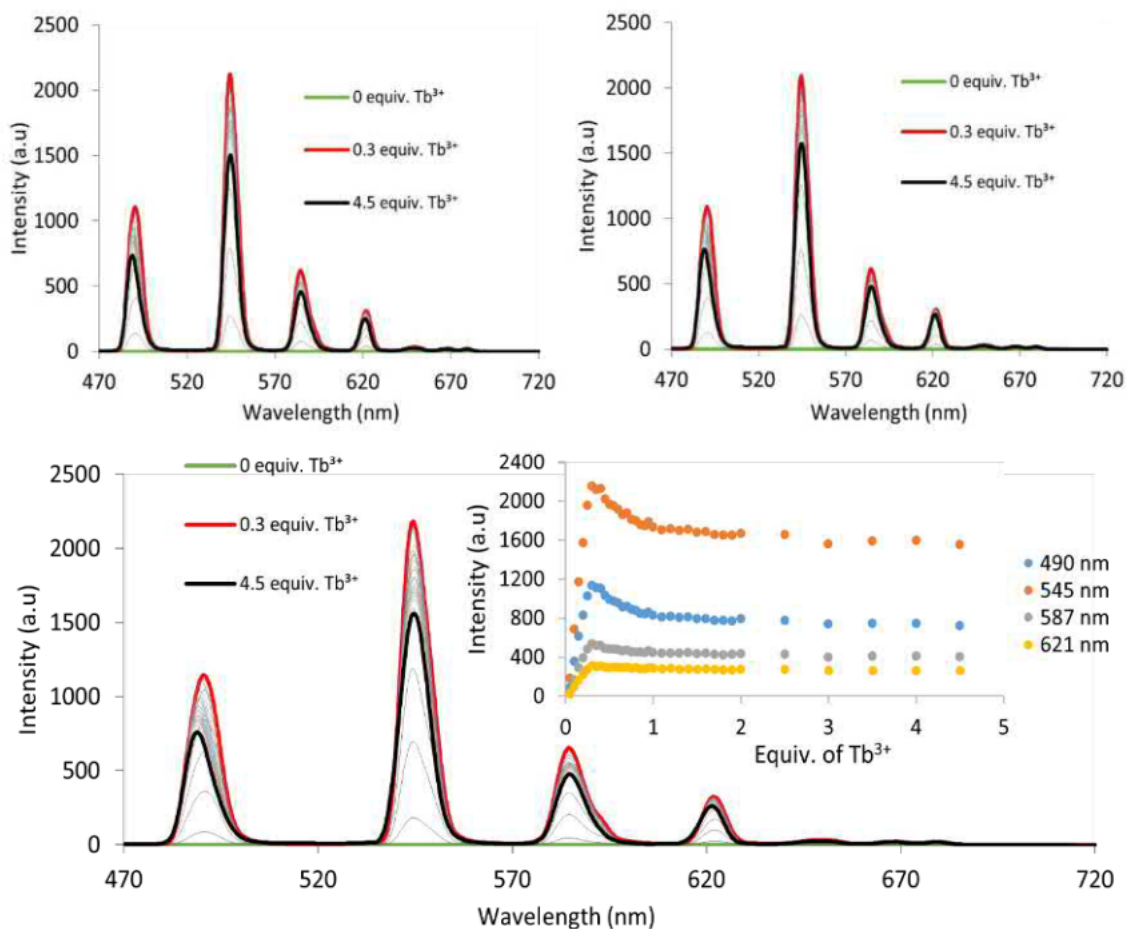 2500
2000
1500
1000
500
0
Intensity (a.u)
0 equiv. Tb³⁺
0.3 equiv. Tb³⁺
4.5 equiv. Tb³⁺
470 520 570 620 670 720
Wavelength (nm)
2500
2000
1500
1000
500
0
Intensity (a.u)
0 equiv. Tb³⁺
0.3 equiv. Tb³⁺
4.5 equiv. Tb³⁺
470 520 570 620 670 720
Wavelength (nm)
2500
2000
1500
1000
500
0
Intensity (a.u)
0 equiv. Tb³⁺
0.3 equiv. Tb³⁺
4.5 equiv. Tb³⁺
470 520 570 620 670 720
Wavelength (nm)
2400
2000
1600
1200
800
400
0
Intensity (a.u)
0 1 2 3 4 5
Equiv. of Tb³⁺
490 nm
545 nm
587 nm
621 nm